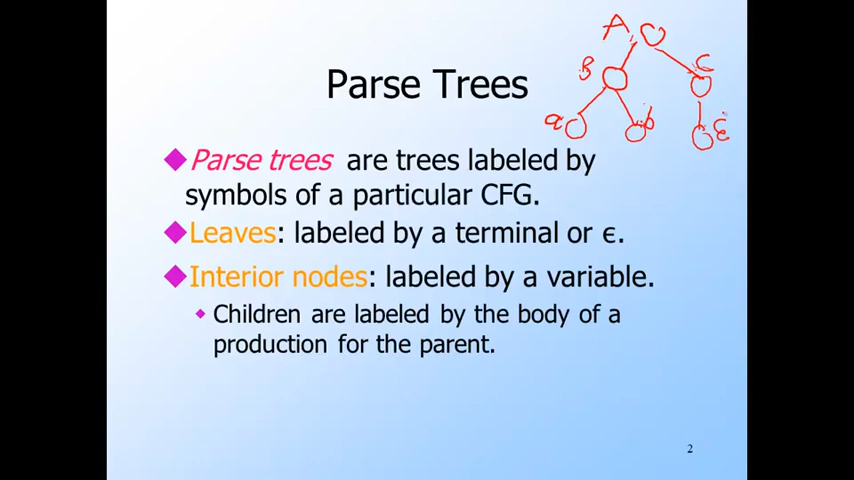 A
B
C
a
b
ε
Parse Trees
Parse trees are trees labeled by
symbols of a particular CFG.
Leaves: labeled by a terminal or ϵ.
Interior nodes: labeled by a variable.
Children are labeled by the body of a
production for the parent.
2